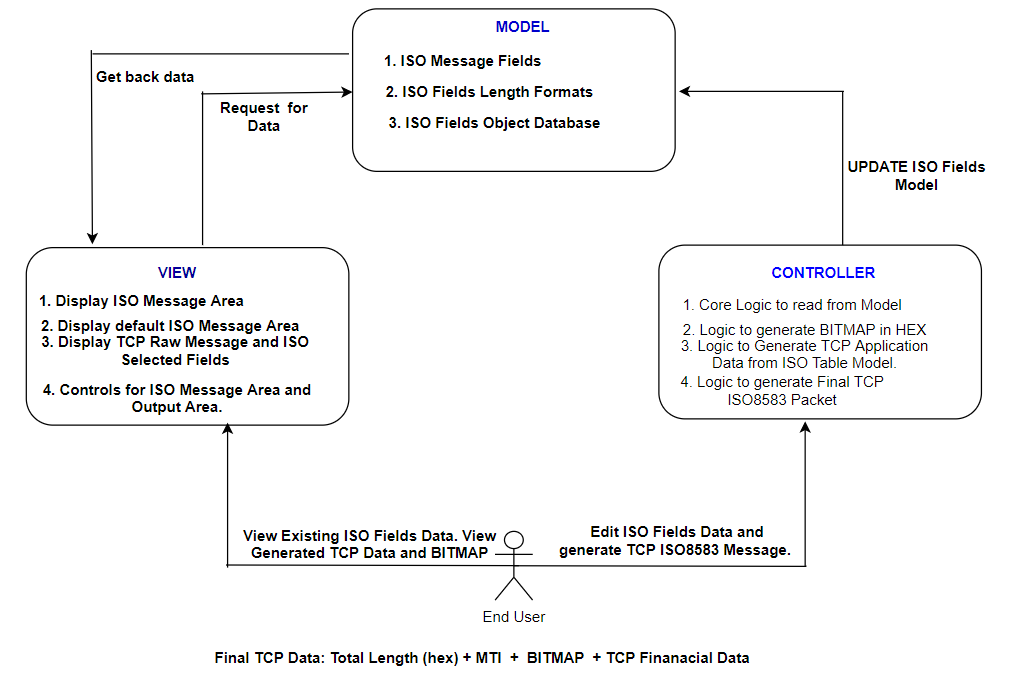 MODEL
1. ISO Message Fields
2. ISO Fields Length Formats
3. ISO Fields Object Database
Get back data
Request for
Data
UPDATE ISO Fields
Model
VIEW
1. Display ISO Message Area
2. Display default ISO Message Area
3. Display TCP Raw Message and ISO
Selected Fields
4. Controls for ISO Message Area and
Output Area.
CONTROLLER
1. Core Logic to read from Model
2. Logic to generate BITMAP in HEX
3. Logic to Generate TCP Application
Data from ISO Table Model.
4. Logic to generate Final TCP
ISO8583 Packet
View Existing ISO Fields Data. View
Generated TCP Data and BITMAP
Edit ISO Fields Data and
generate TCP ISO8583 Message.
End User
Final TCP Data: Total Length (hex) + MTI + BITMAP + TCP Finanacial Data